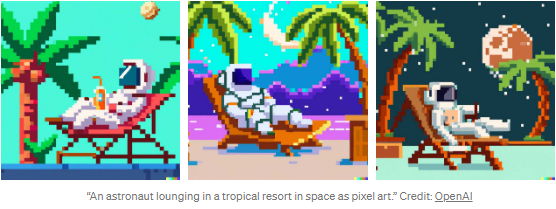 “An astronaut lounging in a tropical resort in space as pixel art.” Credit: OpenAI